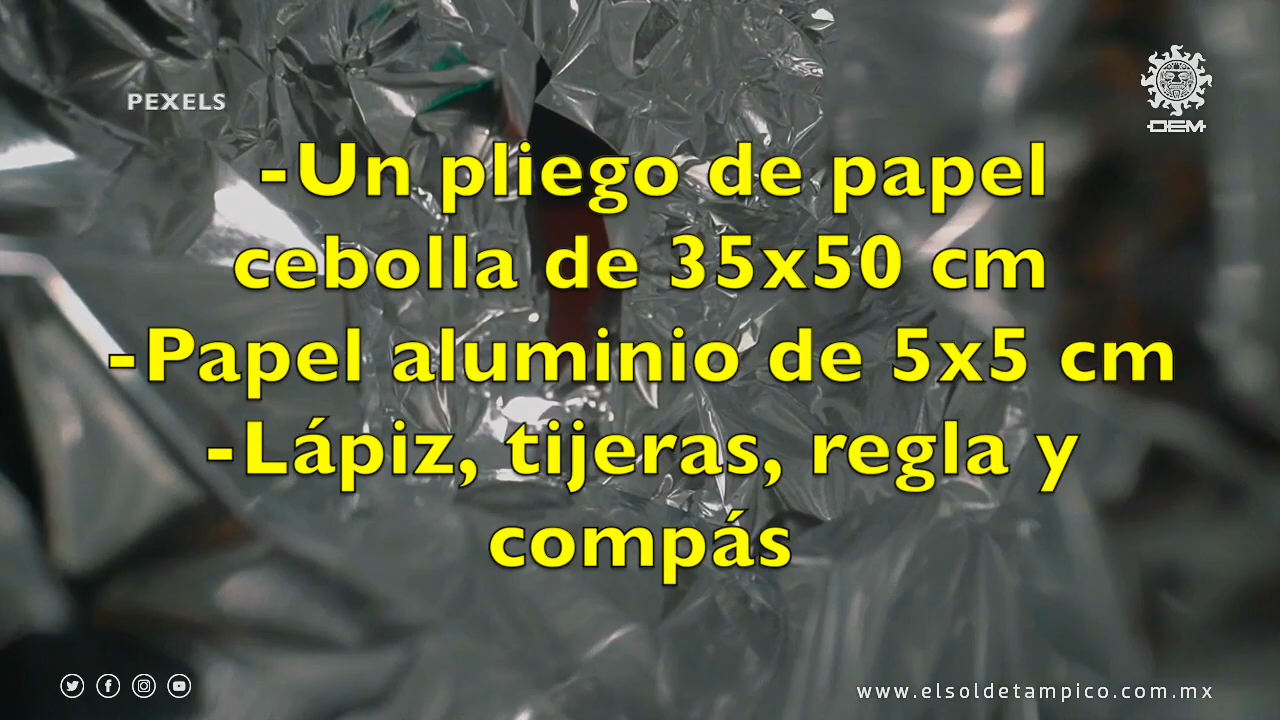 PEXELS
OEM
-Un pliego de papel
cebolla de 35x50 cm
-Papel aluminio de 5x5 cm
-Lápiz, tijeras, regla y
compás
www.elsoldetampico.com.mx